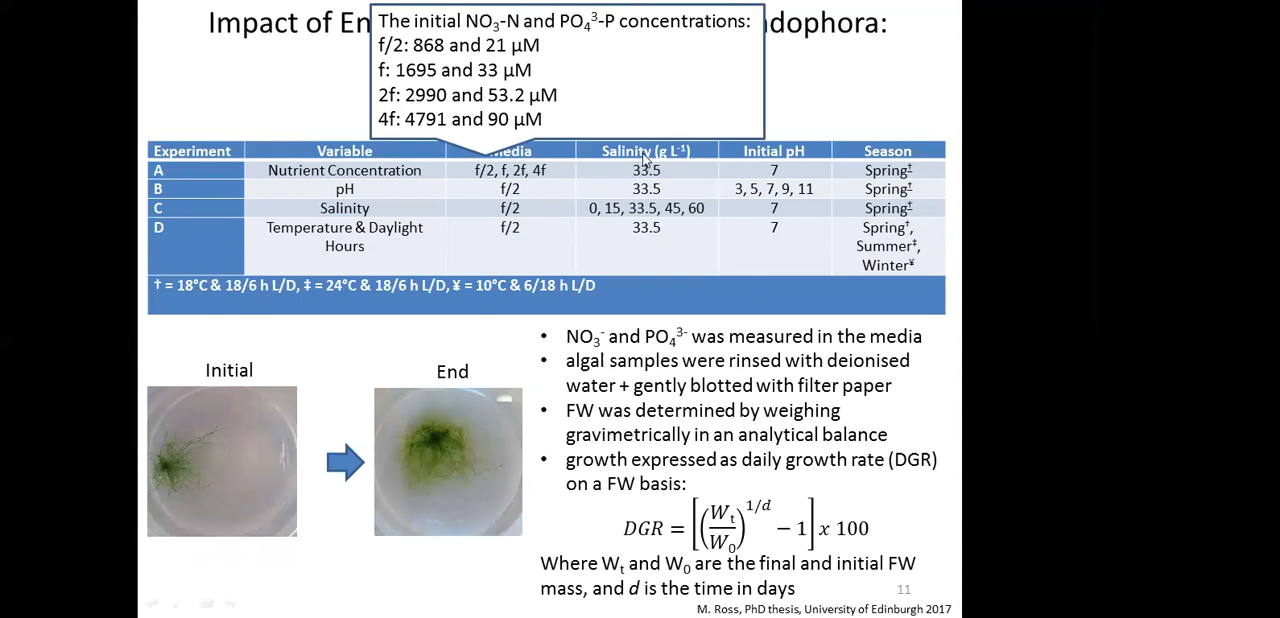 Impact of En
dophora:
The initial NO₃-N and PO₄³-P concentrations:
f/2: 868 and 21 µM
f: 1695 and 33 µM
2f: 2990 and 53.2 µM
4f: 4791 and 90 µM
Experiment Variable Media Salinity (g L⁻¹) Initial pH Season
A Nutrient Concentration f/2, f, 2f, 4f 33.5 7 Spring†
B pH f/2 33.5 3, 5, 7, 9, 11 Spring†
C Salinity f/2 0, 15, 33.5, 45, 60 7 Spring†
D Temperature & Daylight f/2 33.5 7 Spring†,
Hours Summer‡,
Winter¥
† = 18°C & 18/6 h L/D, ‡ = 24°C & 18/6 h L/D, ¥ = 10°C & 6/18 h L/D
Initial
End
• NO₃⁻ and PO₄³⁻ was measured in the media
• algal samples were rinsed with deionised
water + gently blotted with filter paper
• FW was determined by weighing
gravimetrically in an analytical balance
• growth expressed as daily growth rate (DGR)
on a FW basis:
DGR = [(Wₜ/W₀)^1/d − 1] x 100
Where Wₜ and W₀ are the final and initial FW
mass, and d is the time in days
11
M. Ross, PhD thesis, University of Edinburgh 2017